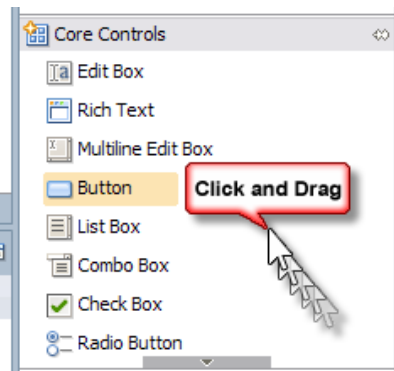 Core Controls
Edit Box
Rich Text
Multiline Edit Box
Button
Click and Drag
List Box
Combo Box
Check Box
Radio Button